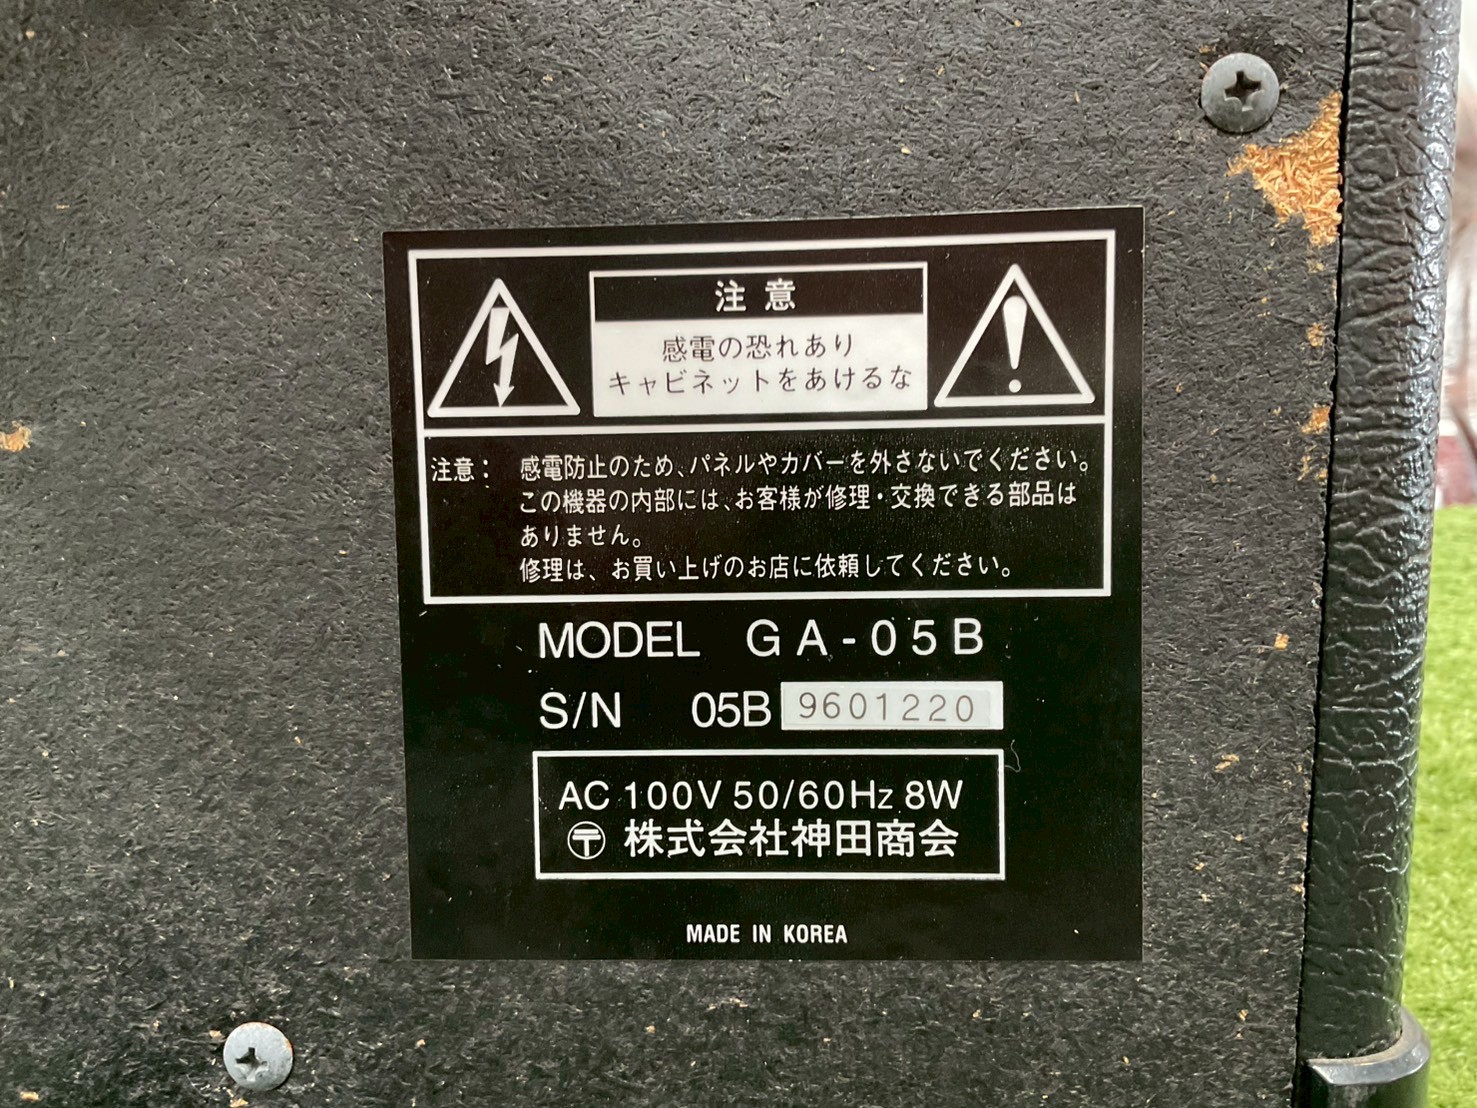 注意
感電の恐れあり
キャビネットをあけるな
注意： 感電防止のため、パネルやカバーを外さないでください。
この機器の内部には、お客様が修理・交換できる部品は
ありません。
修理は、お買い上げのお店に依頼してください。
MODEL GA-05B
S/N 05B 9601220
AC 100V 50/60Hz 8W
〶 株式会社神田商会
MADE IN KOREA